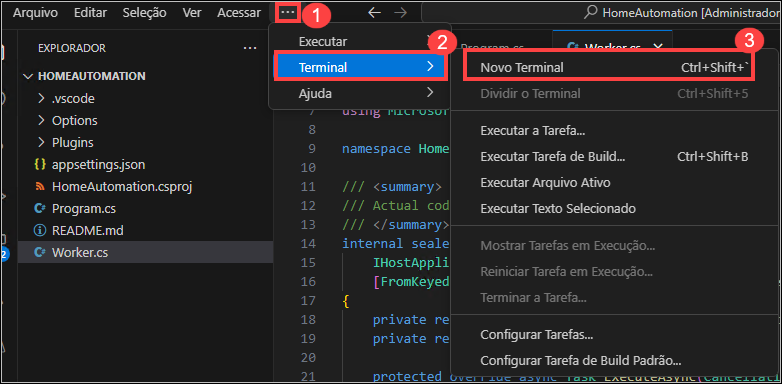 Arquivo Editar Seleção Ver Acessar ··· 1 HomeAutomation [Administrador
EXPLORADOR
HOMEAUTOMATION
.vscode
Options
Plugins
{} appsettings.json
HomeAutomation.csproj
C# Program.cs
README.md
C# Worker.cs
2
Executar
2
Terminal
Ajuda
Program.cs
C# Worker.cs
3
Novo Terminal Ctrl+Shift+`
Dividir o Terminal Ctrl+Shift+5
Executar a Tarefa...
Executar Tarefa de Build... Ctrl+Shift+B
Executar Arquivo Ativo
Executar Texto Selecionado
Mostrar Tarefas em Execução...
Reiniciar Tarefa em Execução...
Terminar a Tarefa...
Configurar Tarefas...
Configurar Tarefa de Build Padrão...
7 using Microsof
8
9 namespace Home
10
11 /// <summary>
12 /// Actual cod
13 /// </summary>
14 internal seale
15 IHostAppli
16 [FromKeyed
17 {
18 private re
19 private re
20
21 protected override async Task ExecuteAsync(Cancellati